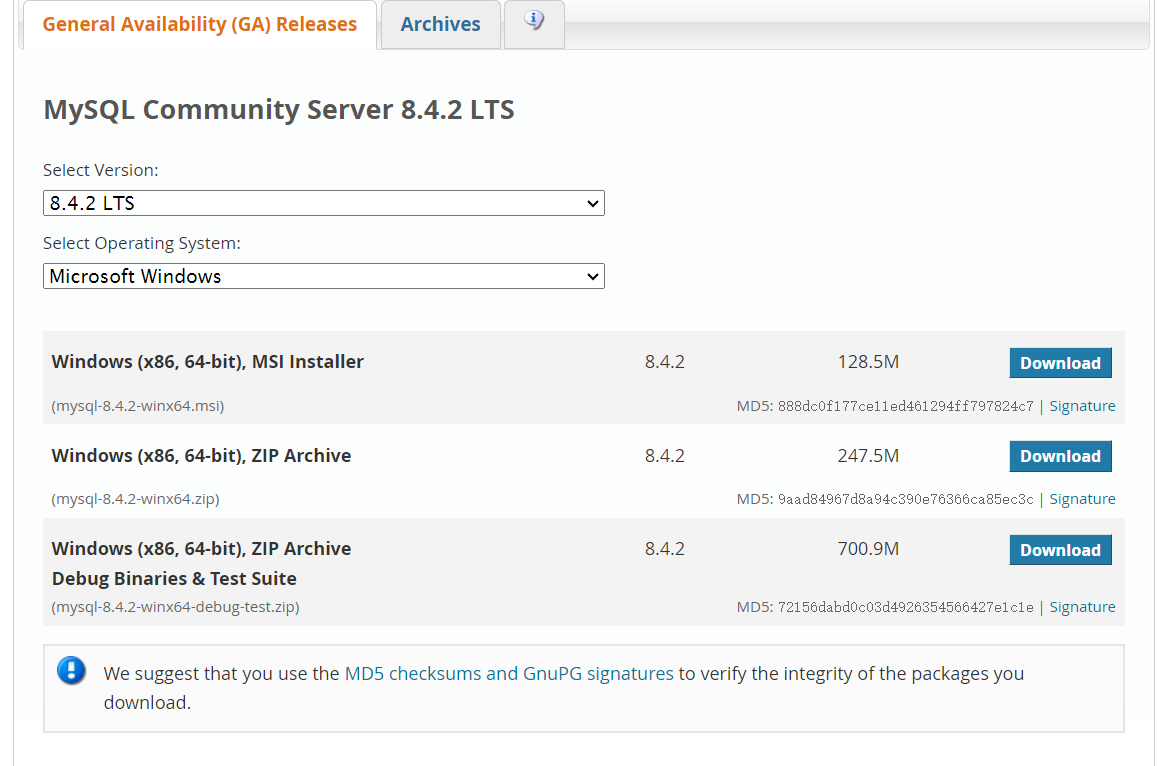 General Availability (GA) Releases
Archives
MySQL Community Server 8.4.2 LTS
Select Version:
8.4.2 LTS
Select Operating System:
Microsoft Windows
Windows (x86, 64-bit), MSI Installer 8.4.2 128.5M Download
(mysql-8.4.2-winx64.msi) MD5: 888dc0f177ce11ed461294ff797824c7 | Signature
Windows (x86, 64-bit), ZIP Archive 8.4.2 247.5M Download
(mysql-8.4.2-winx64.zip) MD5: 9aad84967d8a94c390e76366ca85ec3c | Signature
Windows (x86, 64-bit), ZIP Archive 8.4.2 700.9M Download
Debug Binaries & Test Suite
(mysql-8.4.2-winx64-debug-test.zip) MD5: 72156dabd0c03d4926354566427e1c1e | Signature
We suggest that you use the MD5 checksums and GnuPG signatures to verify the integrity of the packages you
download.